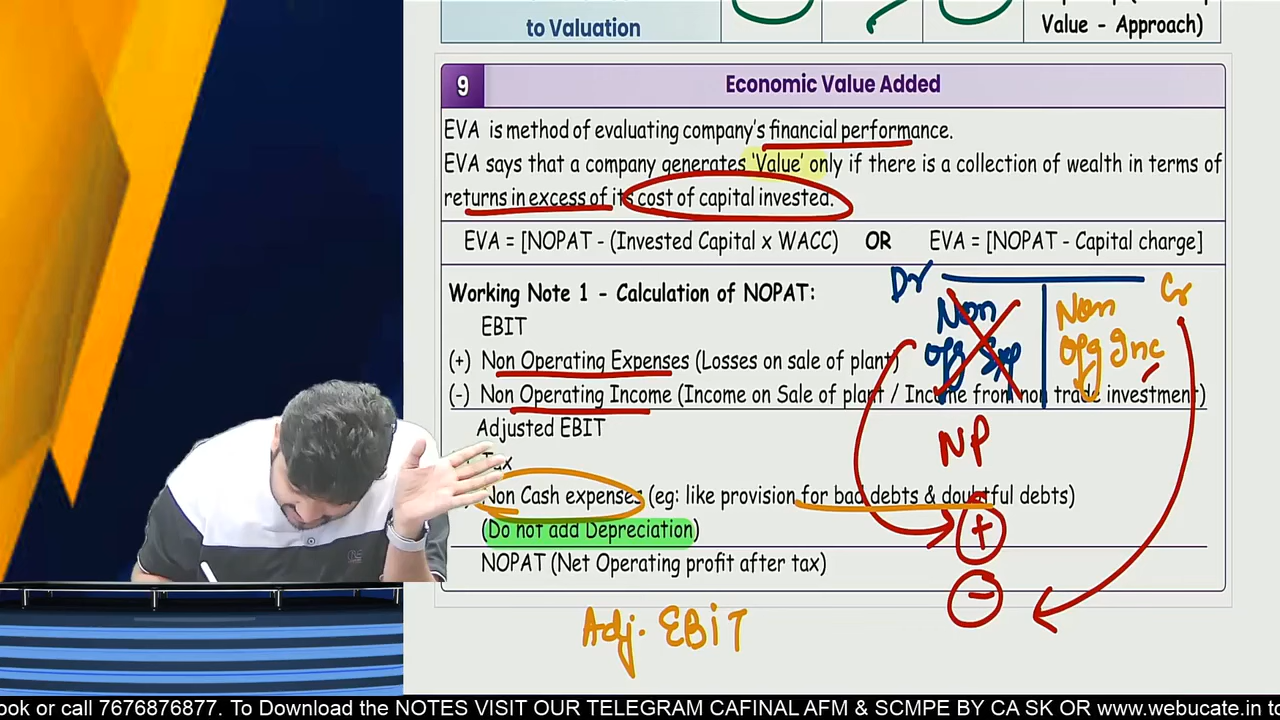 to Valuation
Value - Approach)
9
Economic Value Added
EVA is method of evaluating company's financial performance.
EVA says that a company generates 'Value' only if there is a collection of wealth in terms of
returns in excess of its cost of capital invested.
EVA = [NOPAT - (Invested Capital x WACC) OR EVA = [NOPAT - Capital charge]
Working Note 1 - Calculation of NOPAT:
EBIT
(+) Non Operating Expenses (Losses on sale of plant)
(-) Non Operating Income (Income on Sale of plant / Income from non trade investment)
Adjusted EBIT
Tax
Non Cash expenses (eg: like provision for bad debts & doubtful debts)
(Do not add Depreciation)
NOPAT (Net Operating profit after tax)
Dr Cr
Non Non
Opg Exp Opg Inc
NP
+
-
Adj. EBIT
ook or call 7676876877. To Download the NOTES VISIT OUR TELEGRAM CAFINAL AFM & SCMPE BY CA SK OR www.webucate.in to